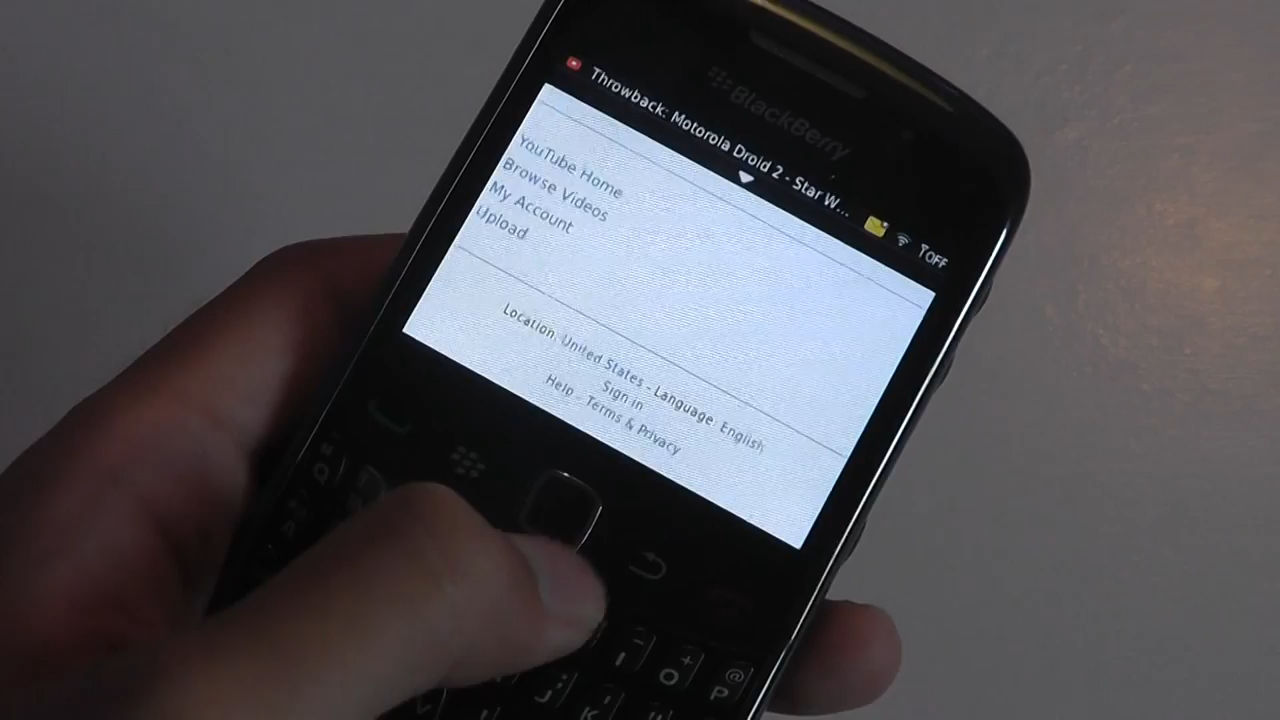 BlackBerry
Throwback: Motorola Droid 2 - Star W...
OFF
YouTube Home
Browse Videos
My Account
Upload
Location: United States - Language: English
Sign in
Help - Terms & Privacy
I
O +
P @
J
K